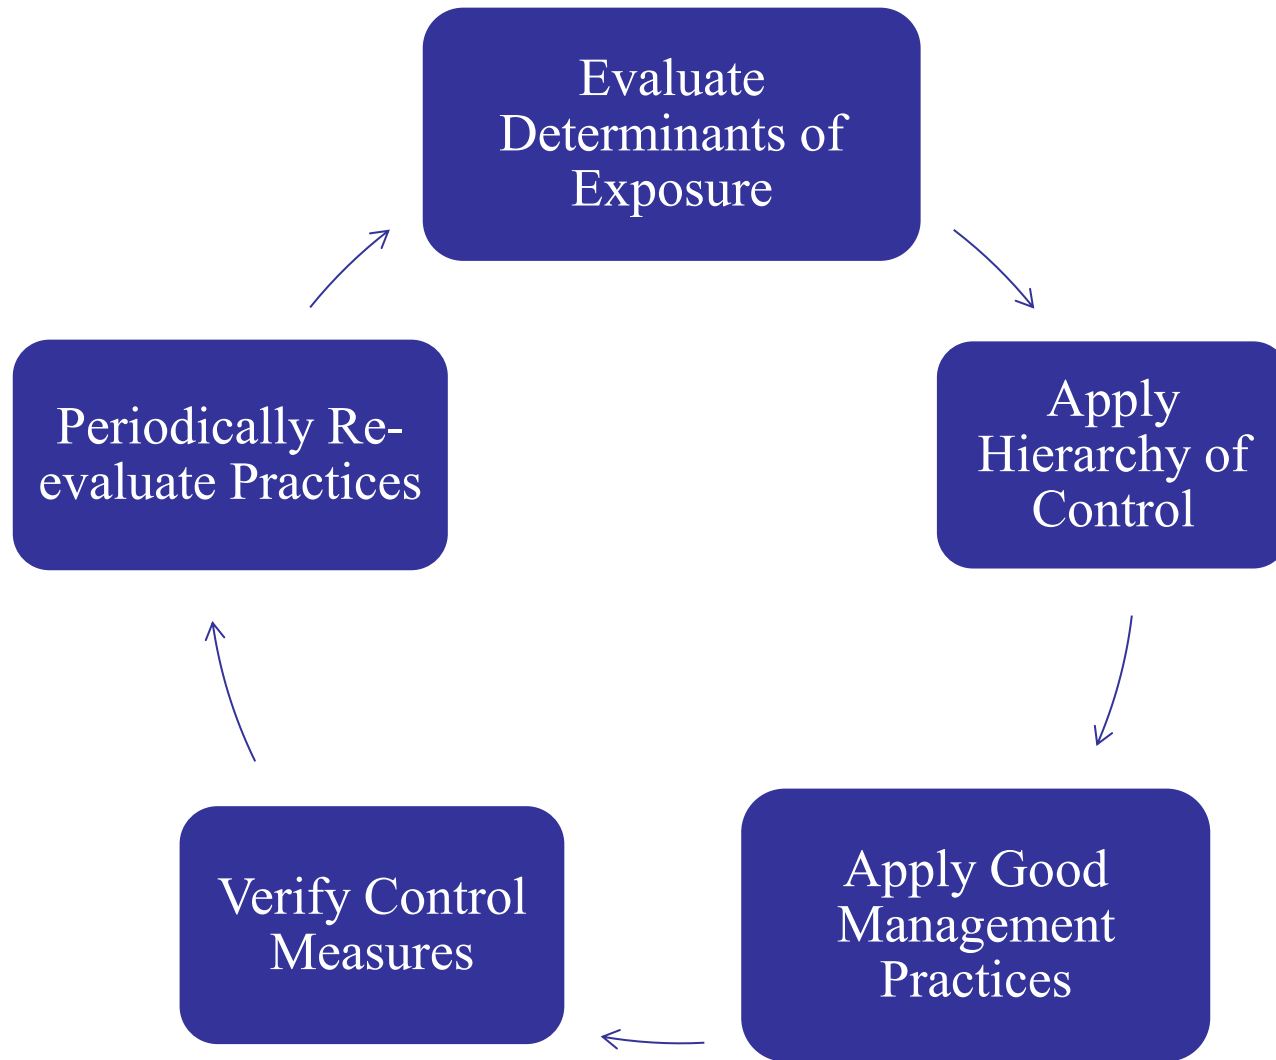 Evaluate
Determinants of
Exposure
Apply
Hierarchy of
Control
Apply Good
Management
Practices
Verify Control
Measures
Periodically Re-
evaluate Practices